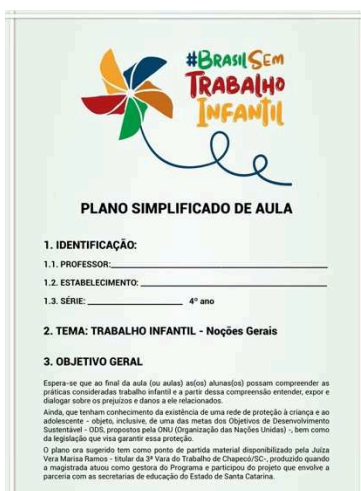 #BRASIL SEM
TRABALHO
INFANTIL
PLANO SIMPLIFICADO DE AULA
1. IDENTIFICAÇÃO:
1.1. PROFESSOR:
1.2. ESTABELECIMENTO:
1.3. SÉRIE: 4º ano
2. TEMA: TRABALHO INFANTIL - Noções Gerais
3. OBJETIVO GERAL
Espera-se que ao final da aula (ou aulas) as(os) alunas(os) possam compreender as
práticas consideradas trabalho infantil e a partir dessa compreensão entender, expor e
dialogar sobre os prejuízos e danos a ele relacionados.
Ainda, que tenham conhecimento da existência de uma rede de proteção à criança e ao
adolescente - objeto, inclusive, de uma das metas dos Objetivos de Desenvolvimento
Sustentável - ODS, propostos pela ONU (Organização das Nações Unidas) -, bem como
da legislação que visa garantir essa proteção.
O plano ora sugerido tem como ponto de partida material disponibilizado pela Juíza
Vera Marisa Ramos - titular da 3ª Vara do Trabalho de Chapecó/SC-, produzido quando
a magistrada atuou como gestora do Programa e participou do projeto que envolve a
parceria com as secretarias de educação do Estado de Santa Catarina.